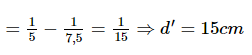 = 1/5 - 1/7,5 = 1/15 ⇒ d' = 15cm